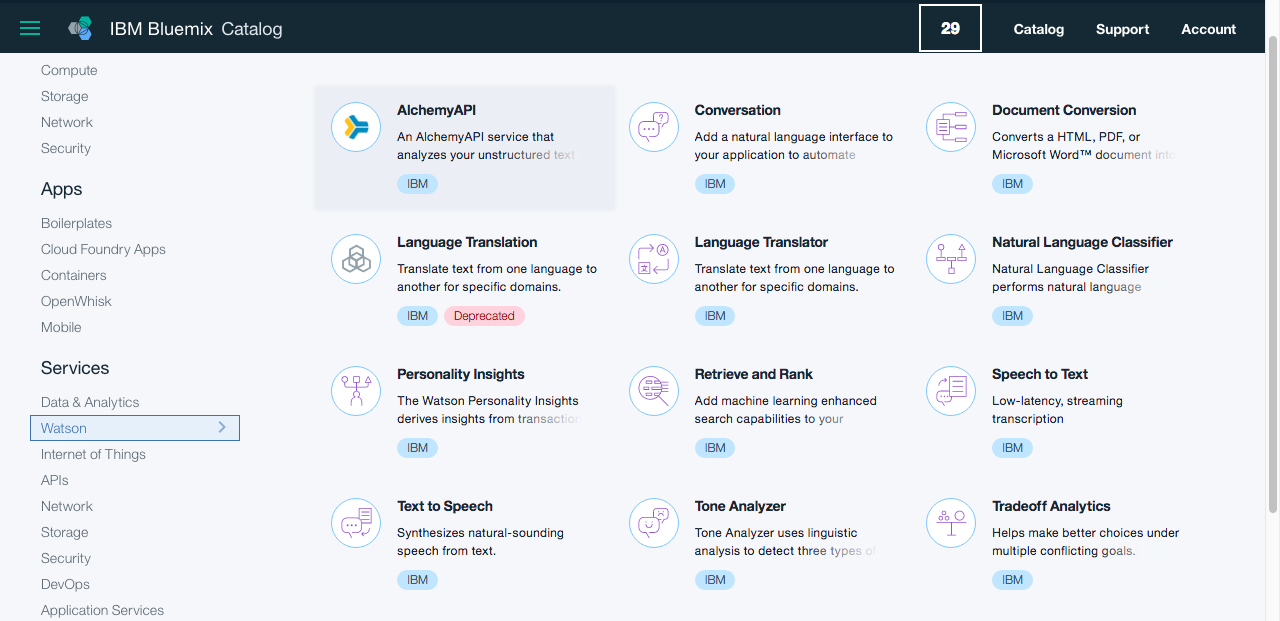 IBM Bluemix Catalog
29
Catalog
Support
Account
Compute
Storage
Network
Security
Apps
Boilerplates
Cloud Foundry Apps
Containers
OpenWhisk
Mobile
Services
Data & Analytics
Watson
Internet of Things
APIs
Network
Storage
Security
DevOps
Application Services
AlchemyAPI
An AlchemyAPI service that
analyzes your unstructured text
IBM
Conversation
Add a natural language interface to
your application to automate
IBM
Document Conversion
Converts a HTML, PDF, or
Microsoft Word™ document into
IBM
Language Translation
Translate text from one language to
another for specific domains.
IBM
Deprecated
Language Translator
Translate text from one language to
another for specific domains.
IBM
Natural Language Classifier
Natural Language Classifier
performs natural language
IBM
Personality Insights
The Watson Personality Insights
derives insights from transaction
IBM
Retrieve and Rank
Add machine learning enhanced
search capabilities to your
IBM
Speech to Text
Low-latency, streaming
transcription
IBM
Text to Speech
Synthesizes natural-sounding
speech from text.
IBM
Tone Analyzer
Tone Analyzer uses linguistic
analysis to detect three types of
IBM
Tradeoff Analytics
Helps make better choices under
multiple conflicting goals.
IBM